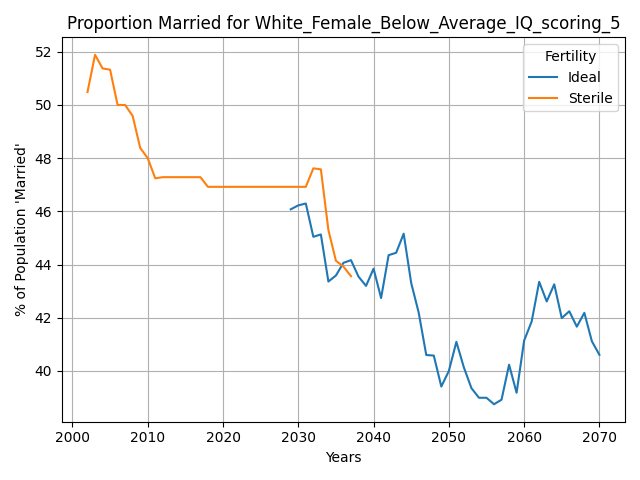 Proportion Married for White_Female_Below_Average_IQ_scoring_5
Fertility
Ideal
Sterile
% of Population 'Married'
52
50
48
46
44
42
40
2000 2010 2020 2030 2040 2050 2060 2070
Years